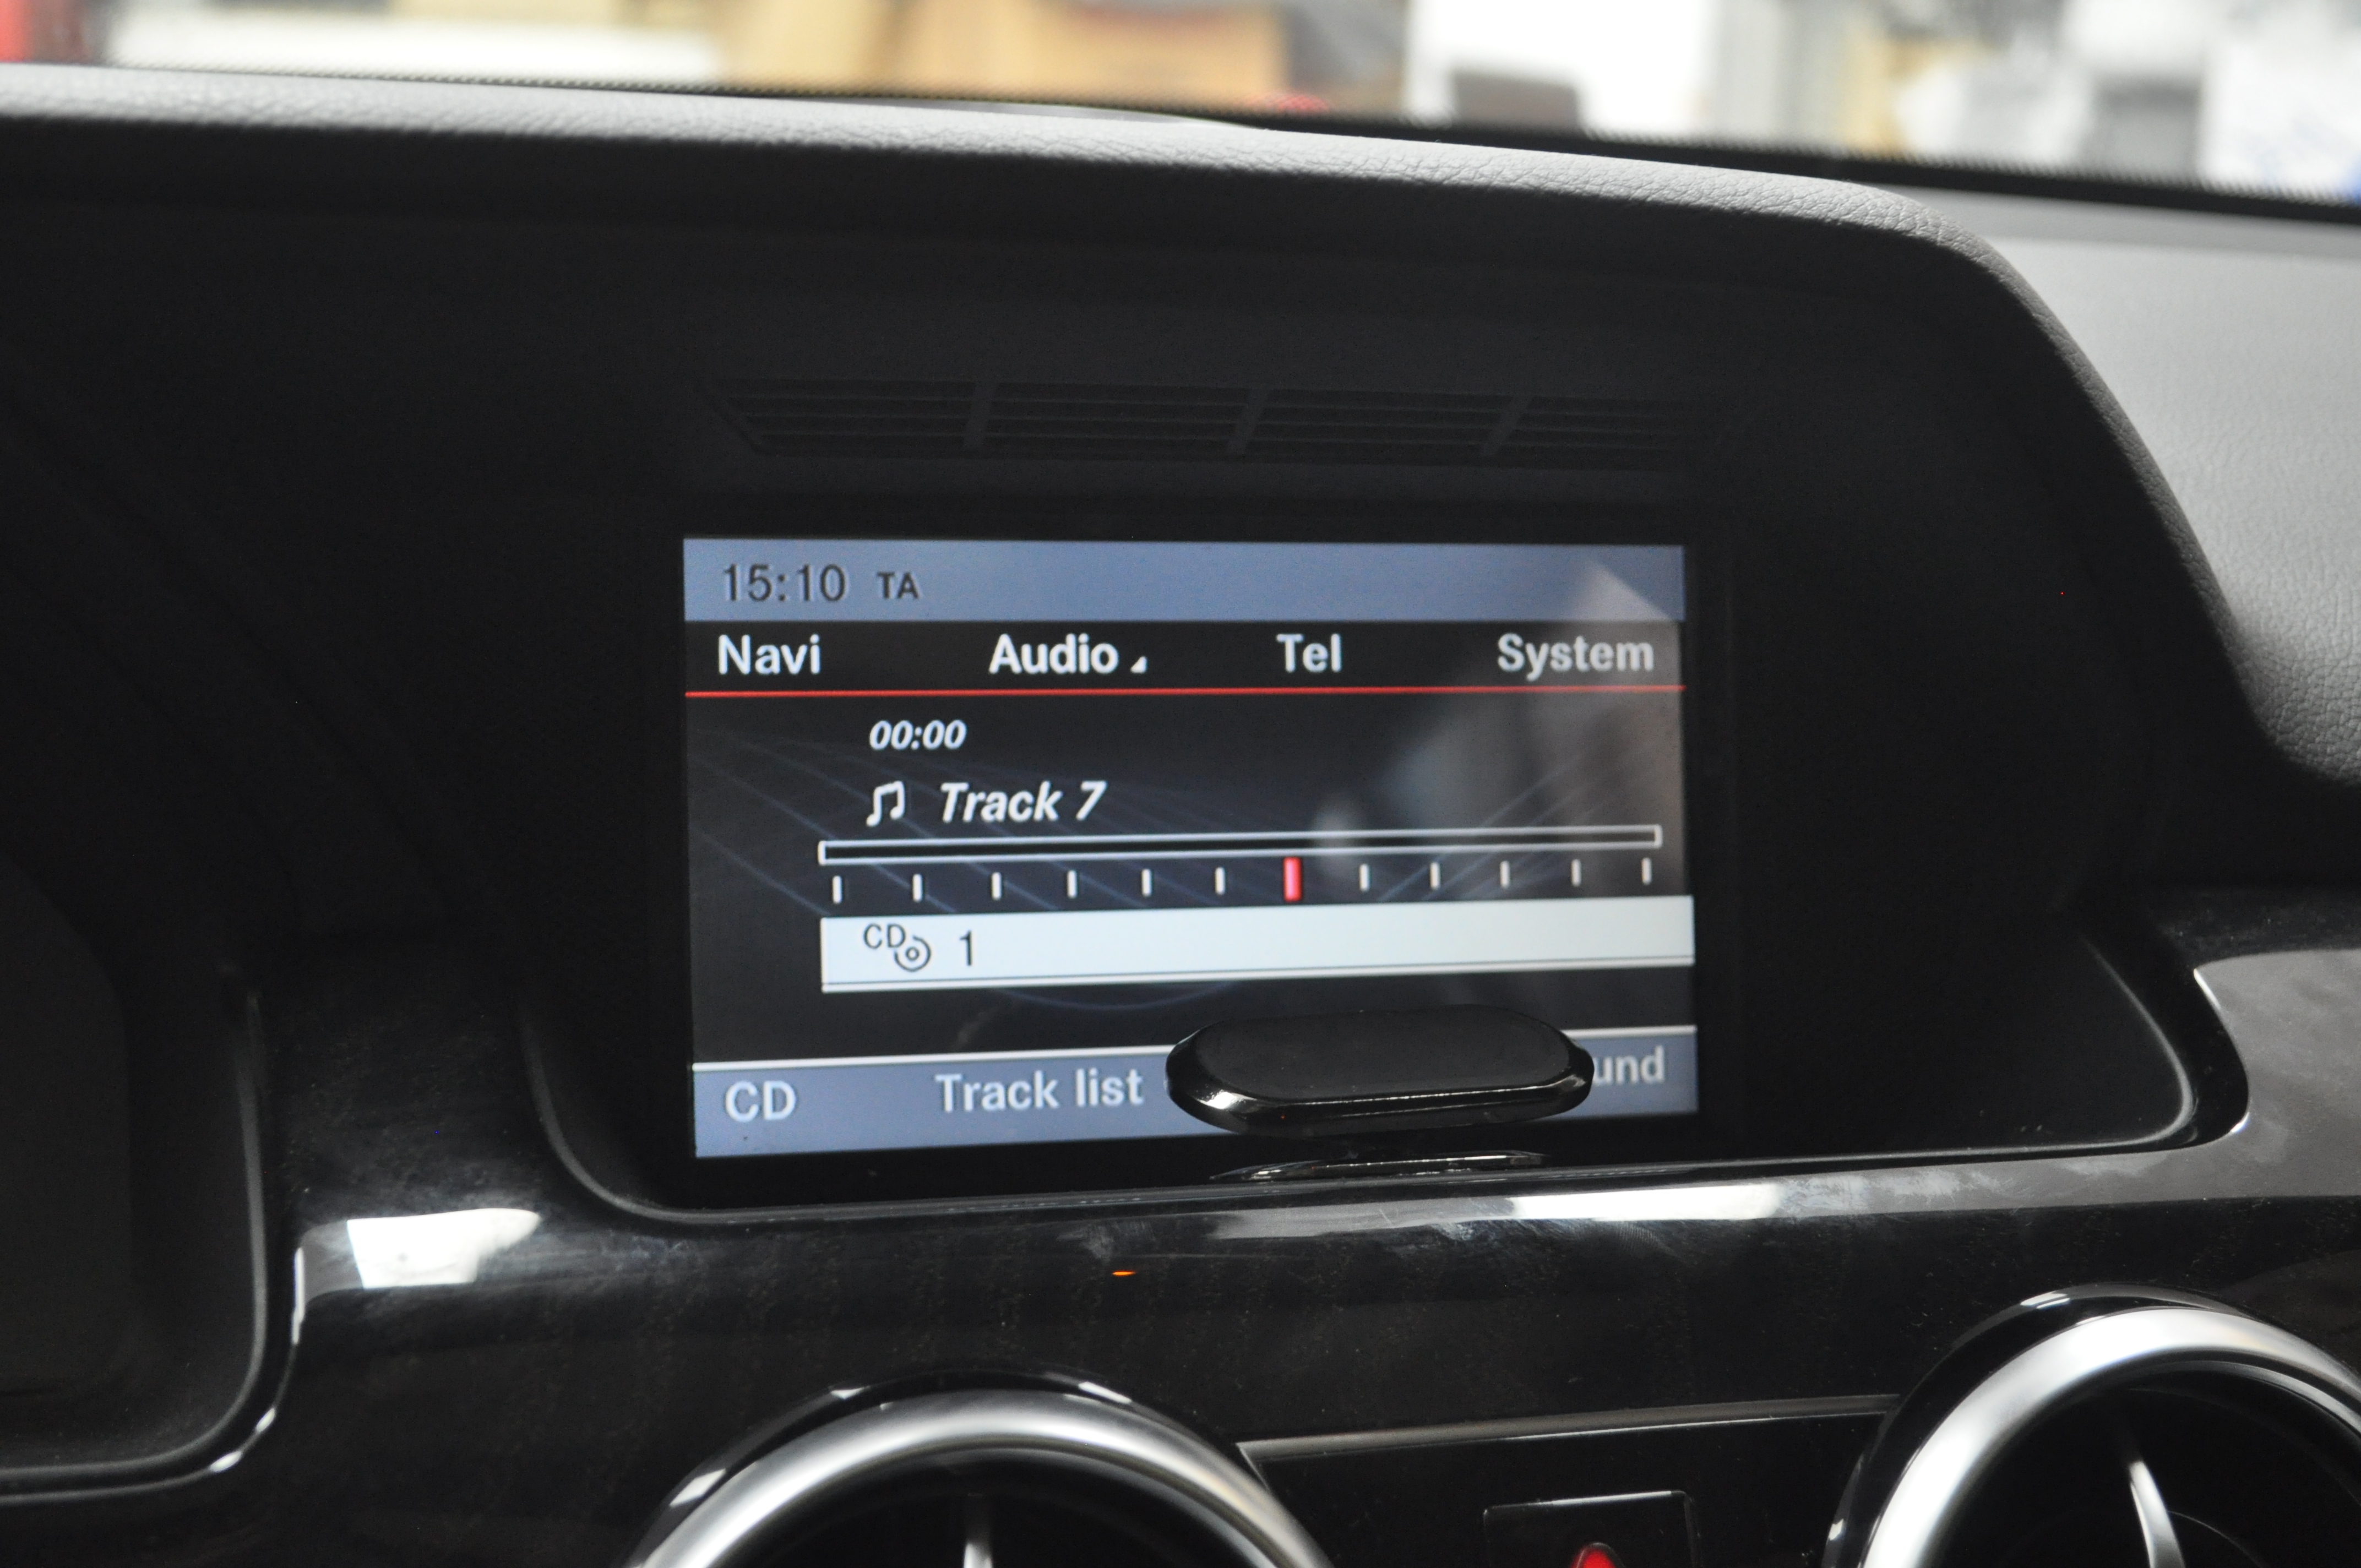 15:10 TA
Navi Audio Tel System
00:00
Track 7
CD 1
CD Track list und